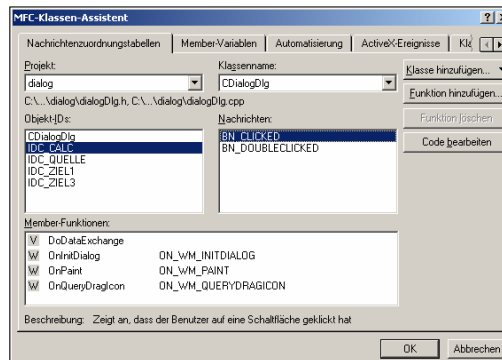 MFC-Klassen-Assistent
Nachrichtenzuordnungstabellen Member-Variablen Automatisierung ActiveX-Ereignisse
Projekt: Klassenname:
dialog CDialogDlg
Klasse hinzufügen...
C:\...\dialog\dialogDlg.h, C:\...\dialog\dialogDlg.cpp
Funktion hinzufügen...
Objekt-IDs: Nachrichten:
Funktion löschen
CDialogDlg BN_CLICKED
IDC_CALC BN_DOUBLECLICKED
Code bearbeiten
IDC_QUELLE
IDC_ZIEL1
IDC_ZIEL3
Member-Funktionen:
V DoDataExchange
W OnInitDialog ON_WM_INITDIALOG
W OnPaint ON_WM_PAINT
W OnQueryDragIcon ON_WM_QUERYDRAGICON
Beschreibung: Zeigt an, dass der Benutzer auf eine Schaltfläche geklickt hat
OK Abbrechen